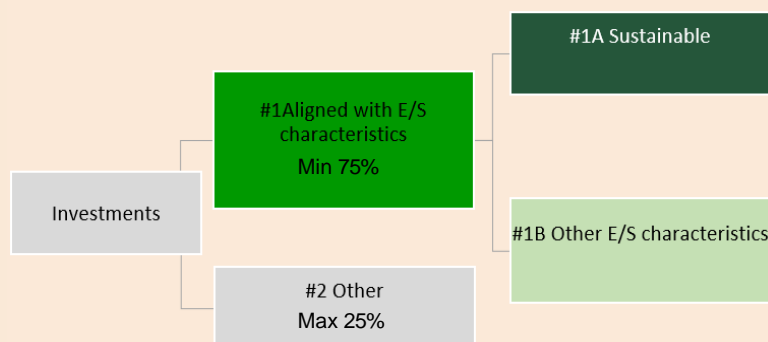 #1A Sustainable
#1Aligned with E/S
characteristics
Min 75%
Investments
#1B Other E/S characteristics
#2 Other
Max 25%